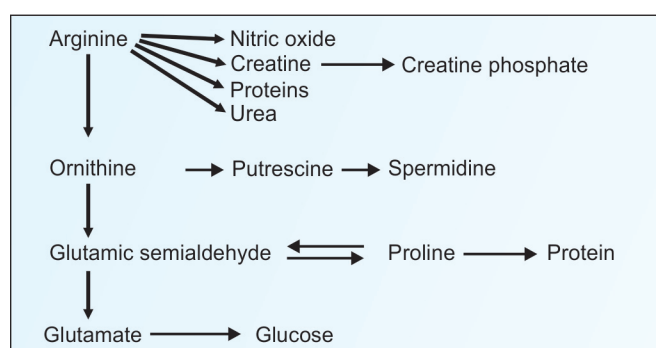 Arginine Nitric oxide
Creatine Creatine phosphate
Proteins
Urea
Ornithine Putrescine Spermidine
Glutamic semialdehyde Proline Protein
Glutamate Glucose